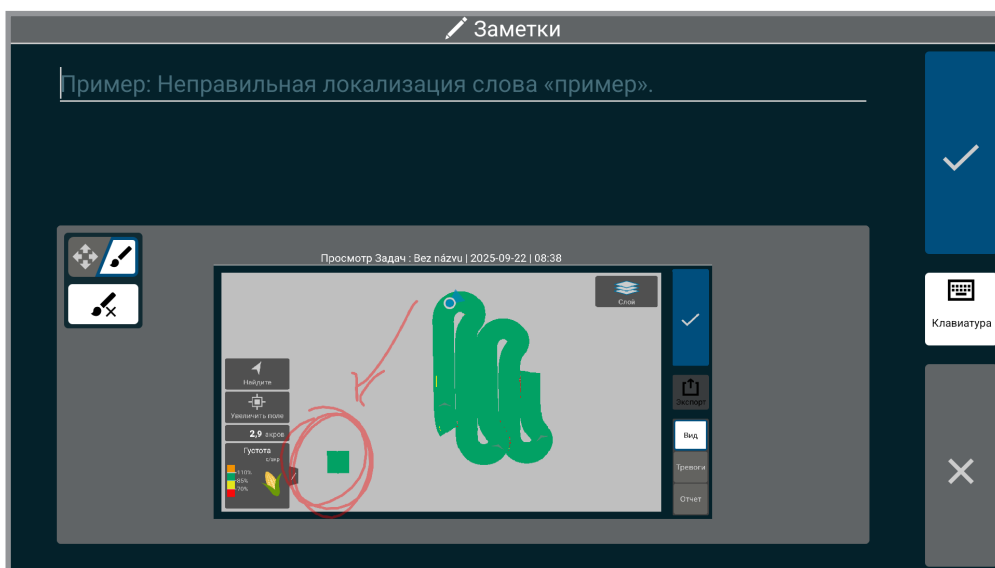 Заметки
Пример: Неправильная локализация слова «пример».
Просмотр Задач : Bez názvu | 2025-09-22 | 08:38
Слой
Найдите
Увеличить поле
2,9 акров
Густота
с/акр
110%
85%
70%
Экспорт
Вид
Тревоги
Отчет
Клавиатура